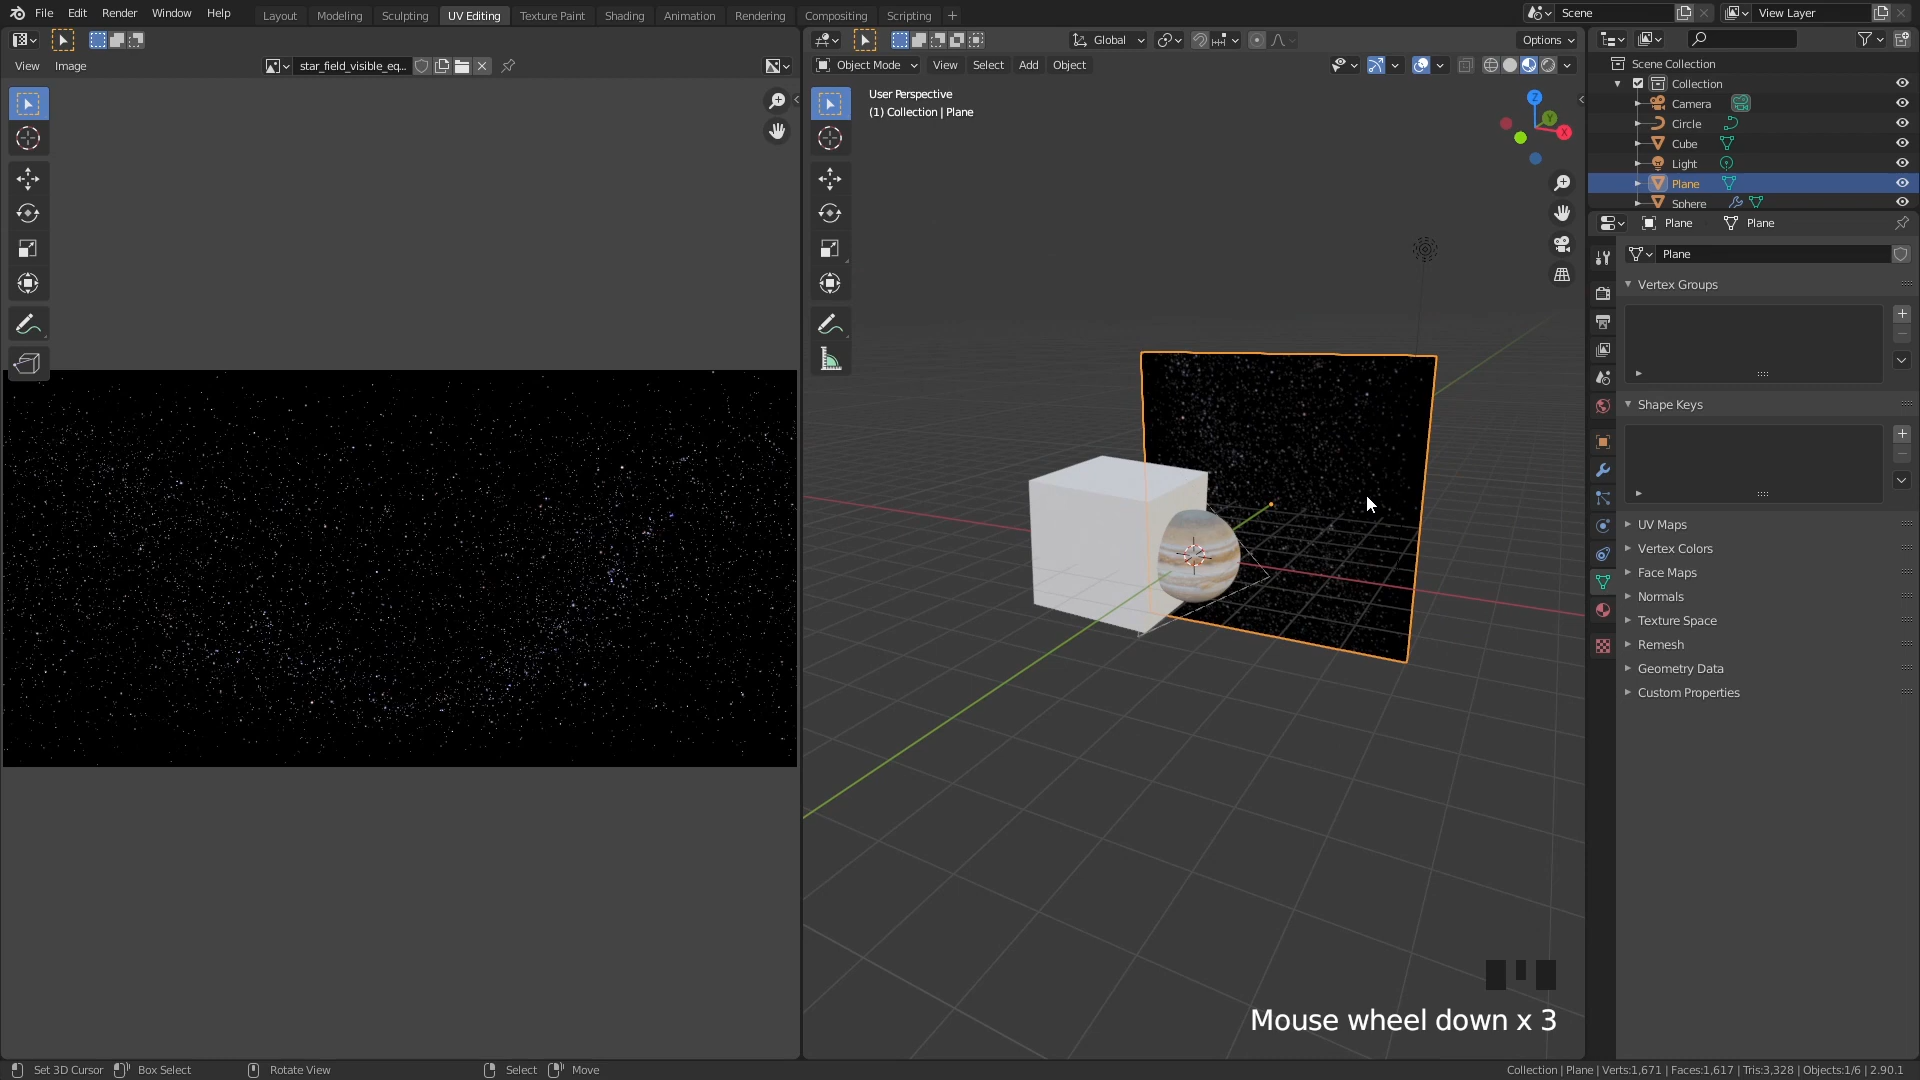 File Edit Render Window Help Layout Modeling Sculpting UV Editing Texture Paint Shading Animation Rendering Compositing Scripting + Scene View Layer
Global Options
View Image star_field_visible_eq... Object Mode View Select Add Object
User Perspective
(1) Collection | Plane
Z
Y
X
Scene Collection
Collection
Camera
Circle
Cube
Light
Plane
Sphere
Plane Plane
Plane
Vertex Groups
Shape Keys
UV Maps
Vertex Colors
Face Maps
Normals
Texture Space
Remesh
Geometry Data
Custom Properties
Mouse wheel down x 3
Set 3D Cursor Box Select Rotate View Select Move Collection | Plane | Verts:1,671 | Faces:1,617 | Tris:3,328 | Objects:1/6 | 2.90.1